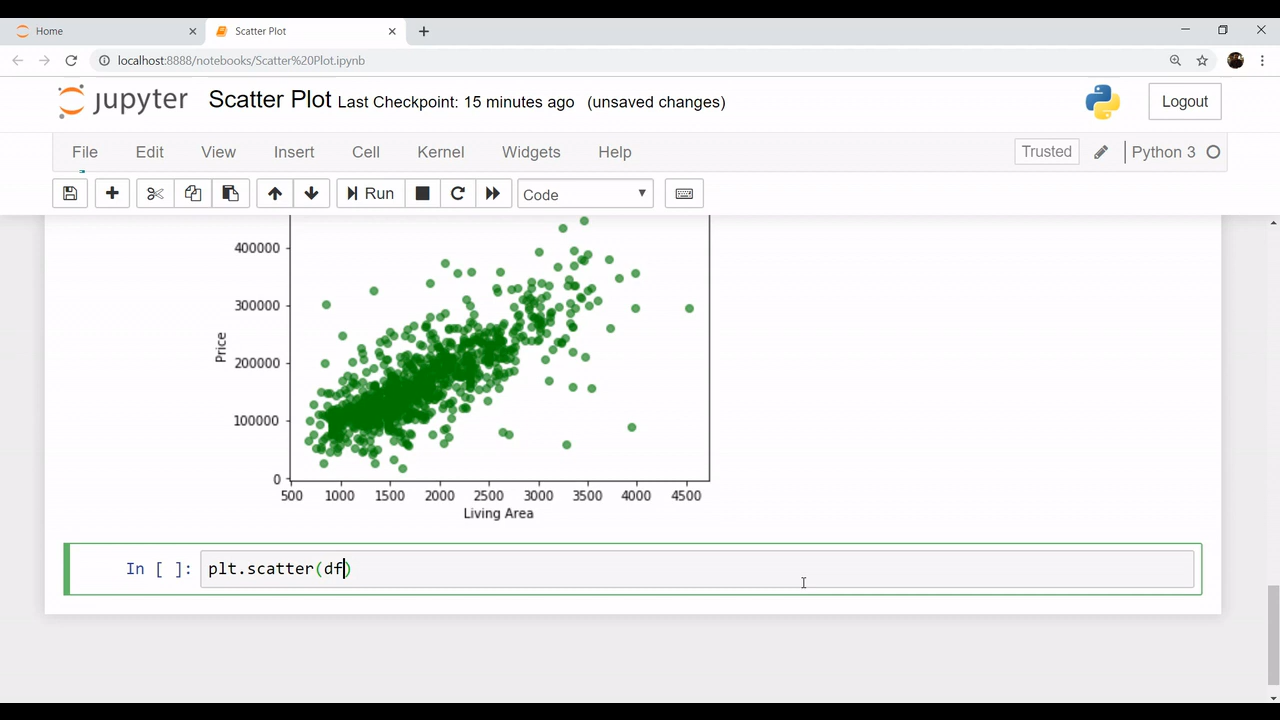 Home
Scatter Plot
localhost:8888/notebooks/Scatter%20Plot.ipynb
jupyter Scatter Plot Last Checkpoint: 15 minutes ago (unsaved changes)
Logout
File Edit View Insert Cell Kernel Widgets Help
Trusted
Python 3
Run
Code
400000
300000
Price
200000
100000
0
500 1000 1500 2000 2500 3000 3500 4000 4500
Living Area
In [ ]: plt.scatter(df)